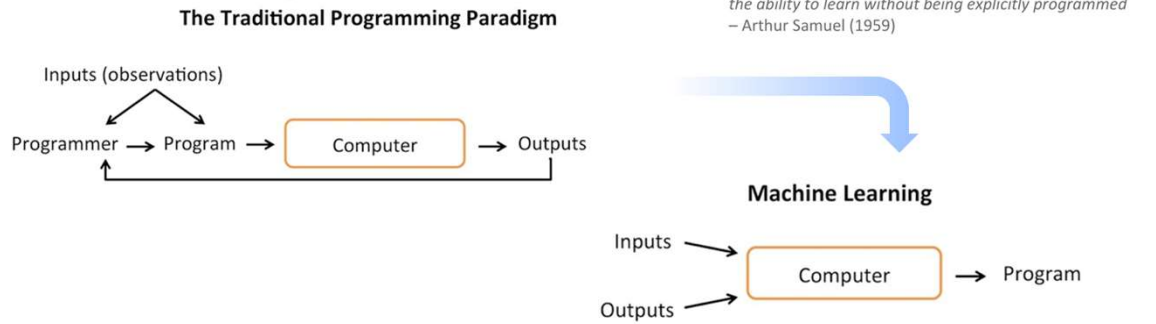 The Traditional Programming Paradigm
the ability to learn without being explicitly programmed
– Arthur Samuel (1959)
Inputs (observations)
Programmer
Program
Computer
Outputs
Machine Learning
Inputs
Outputs
Computer
Program